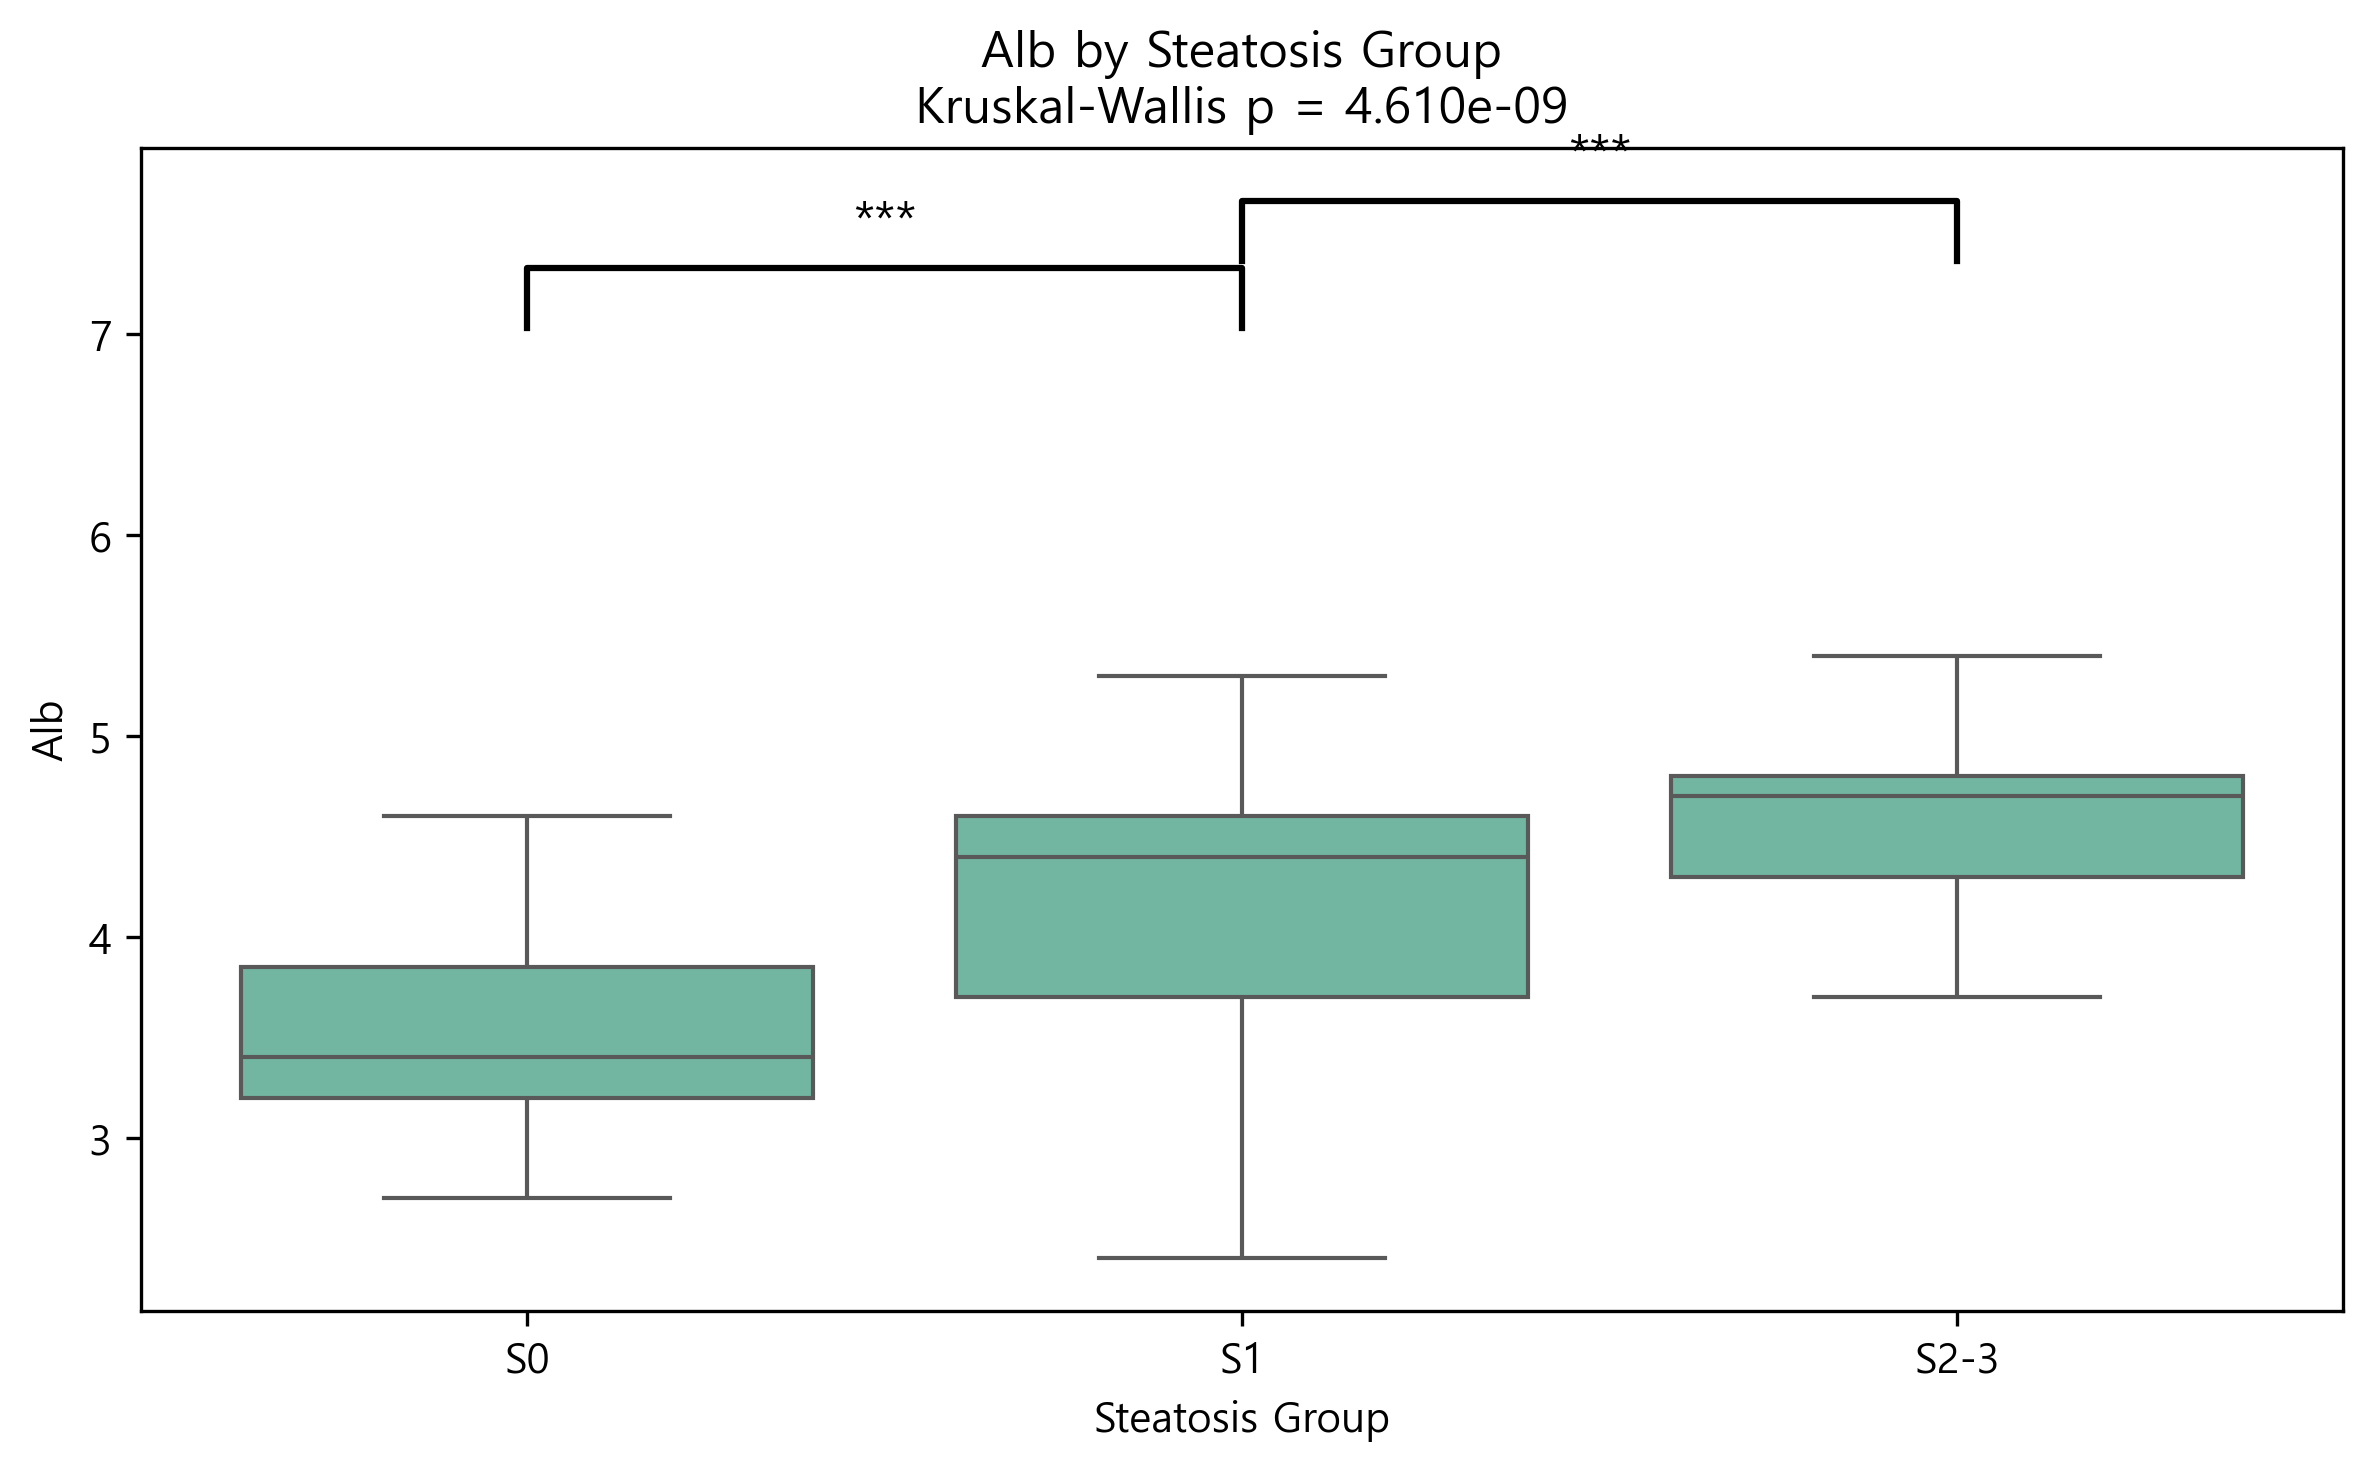 Alb by Steatosis Group
Kruskal-Wallis p = 4.610e-09
***
***
7
6
5
4
3
Alb
S0
S1
S2-3
Steatosis Group